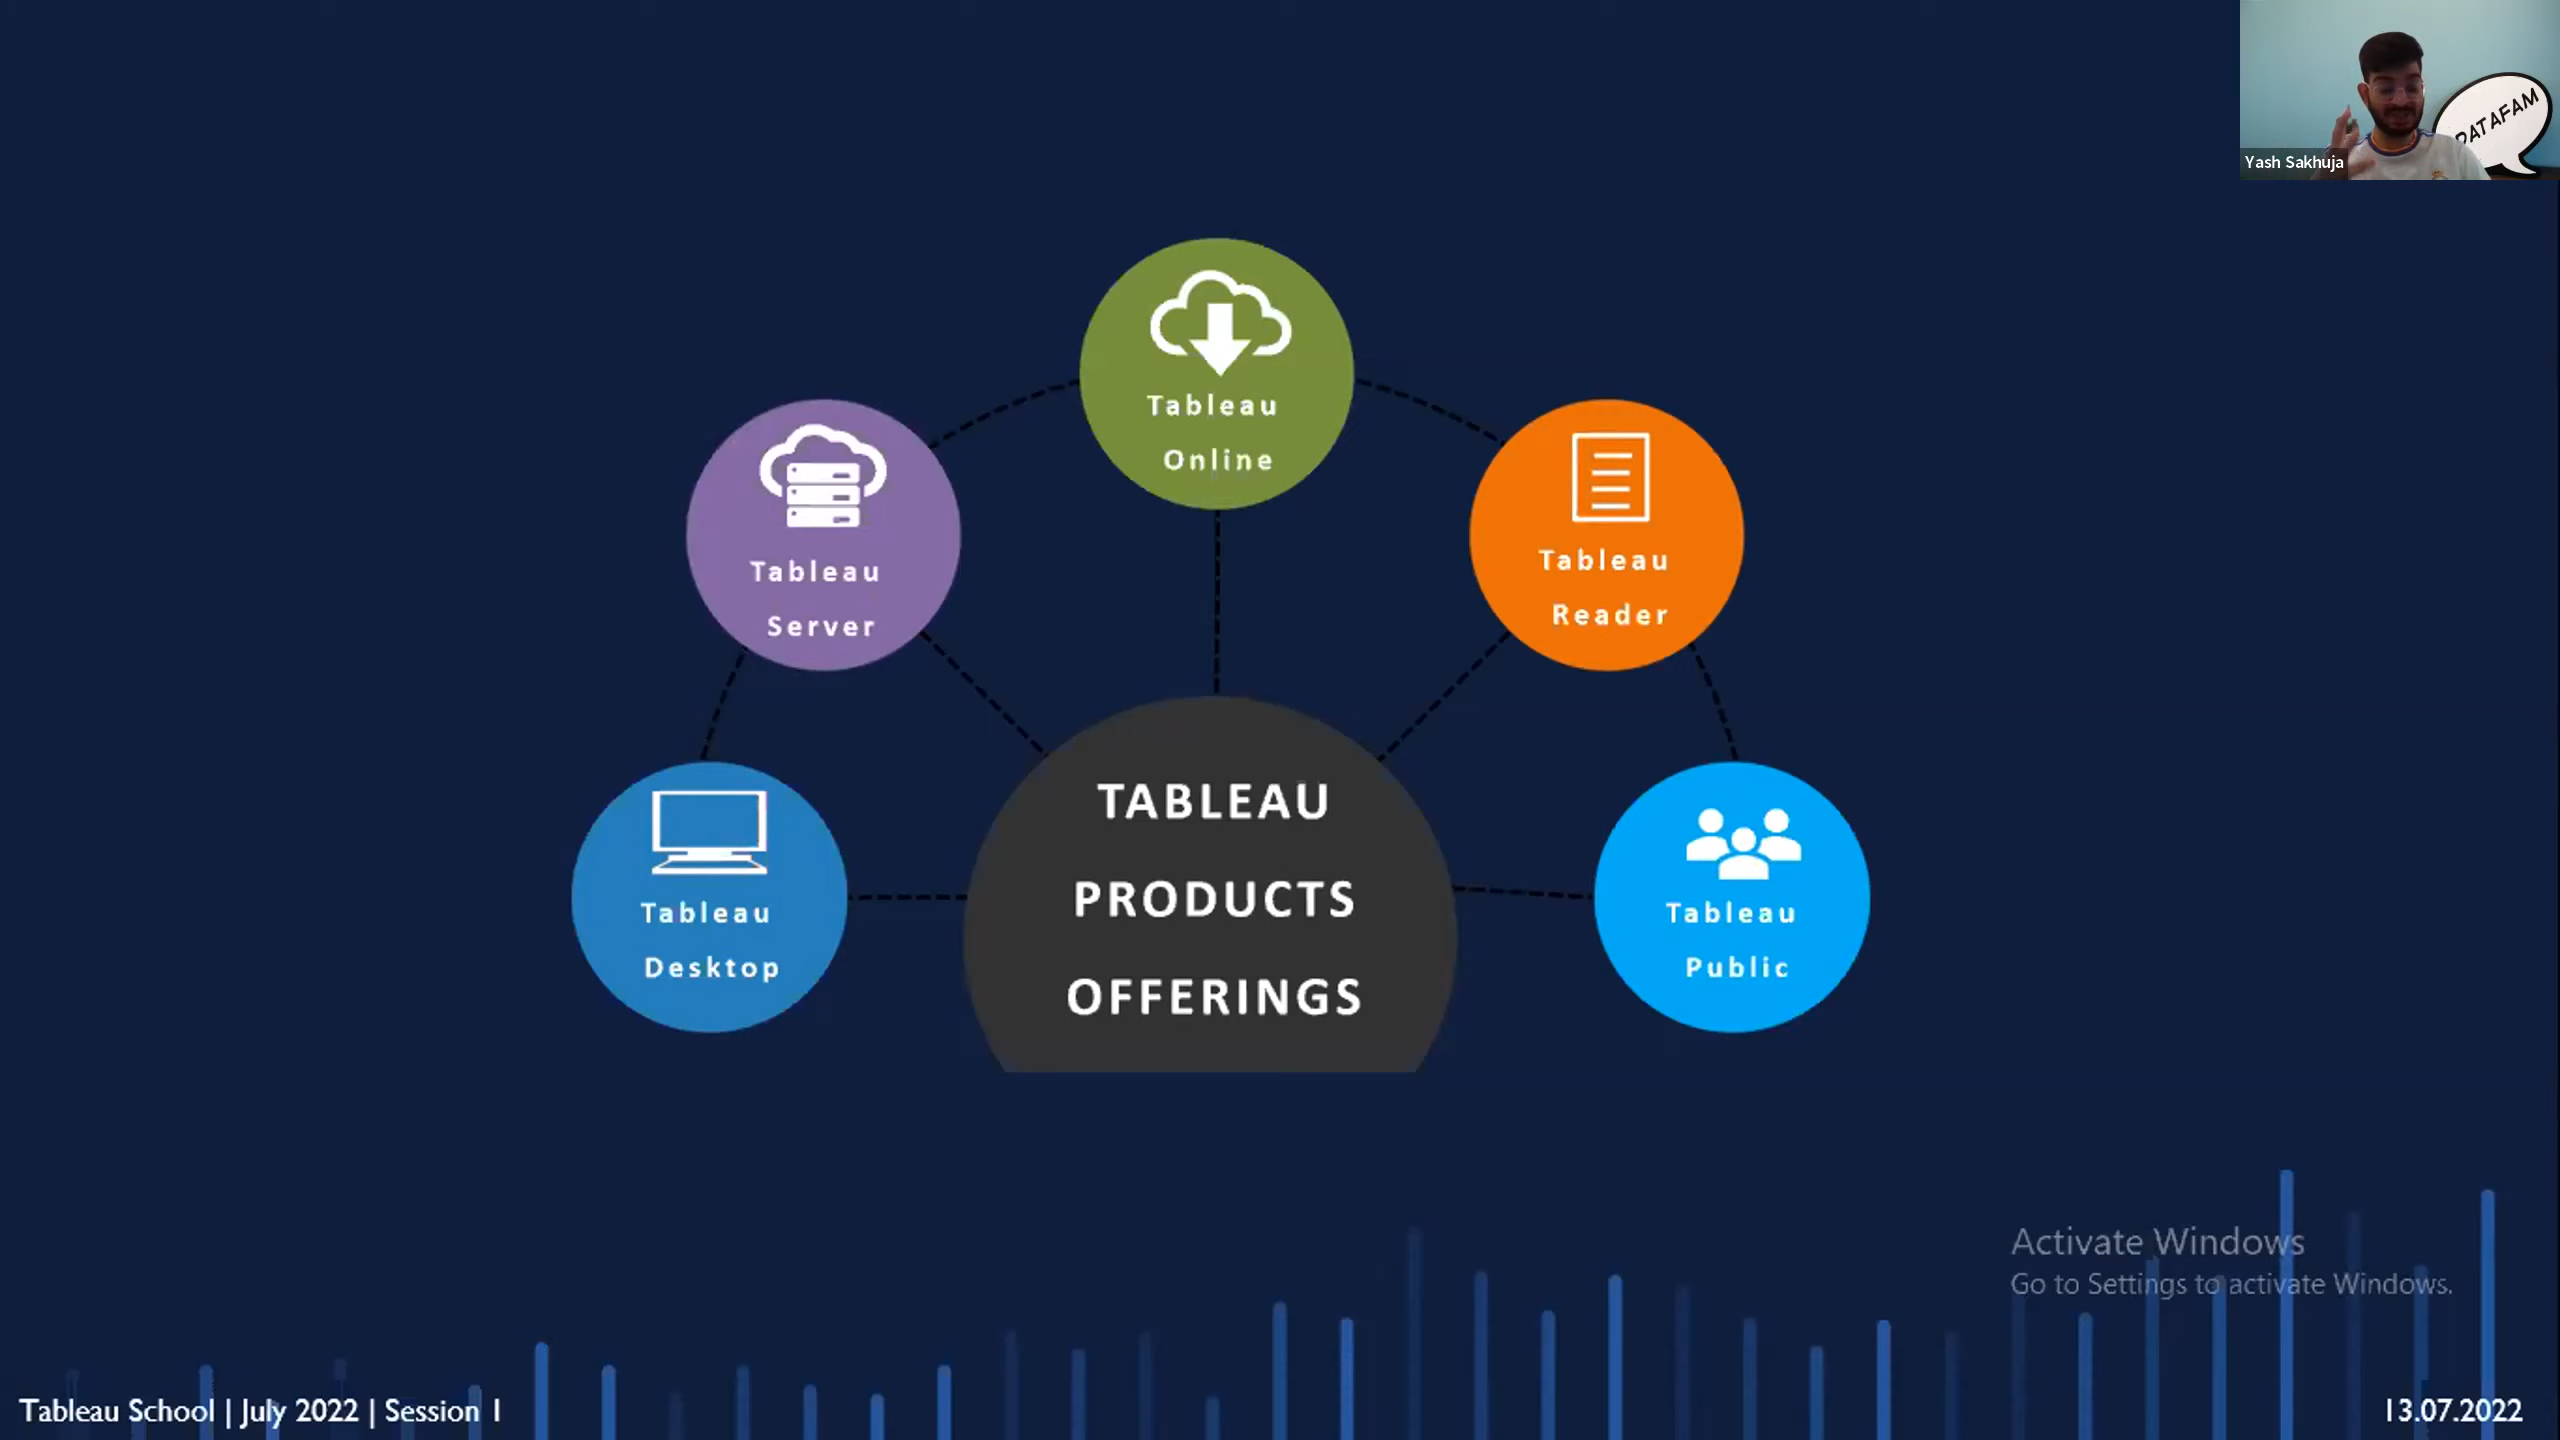 DATAFAM
Yash Sakhuja
Tableau
Online
Tableau
Server
Tableau
Reader
TABLEAU
PRODUCTS
OFFERINGS
Tableau
Desktop
Tableau
Public
Activate Windows
Go to Settings to activate Windows.
Tableau School | July 2022 | Session 1
13.07.2022